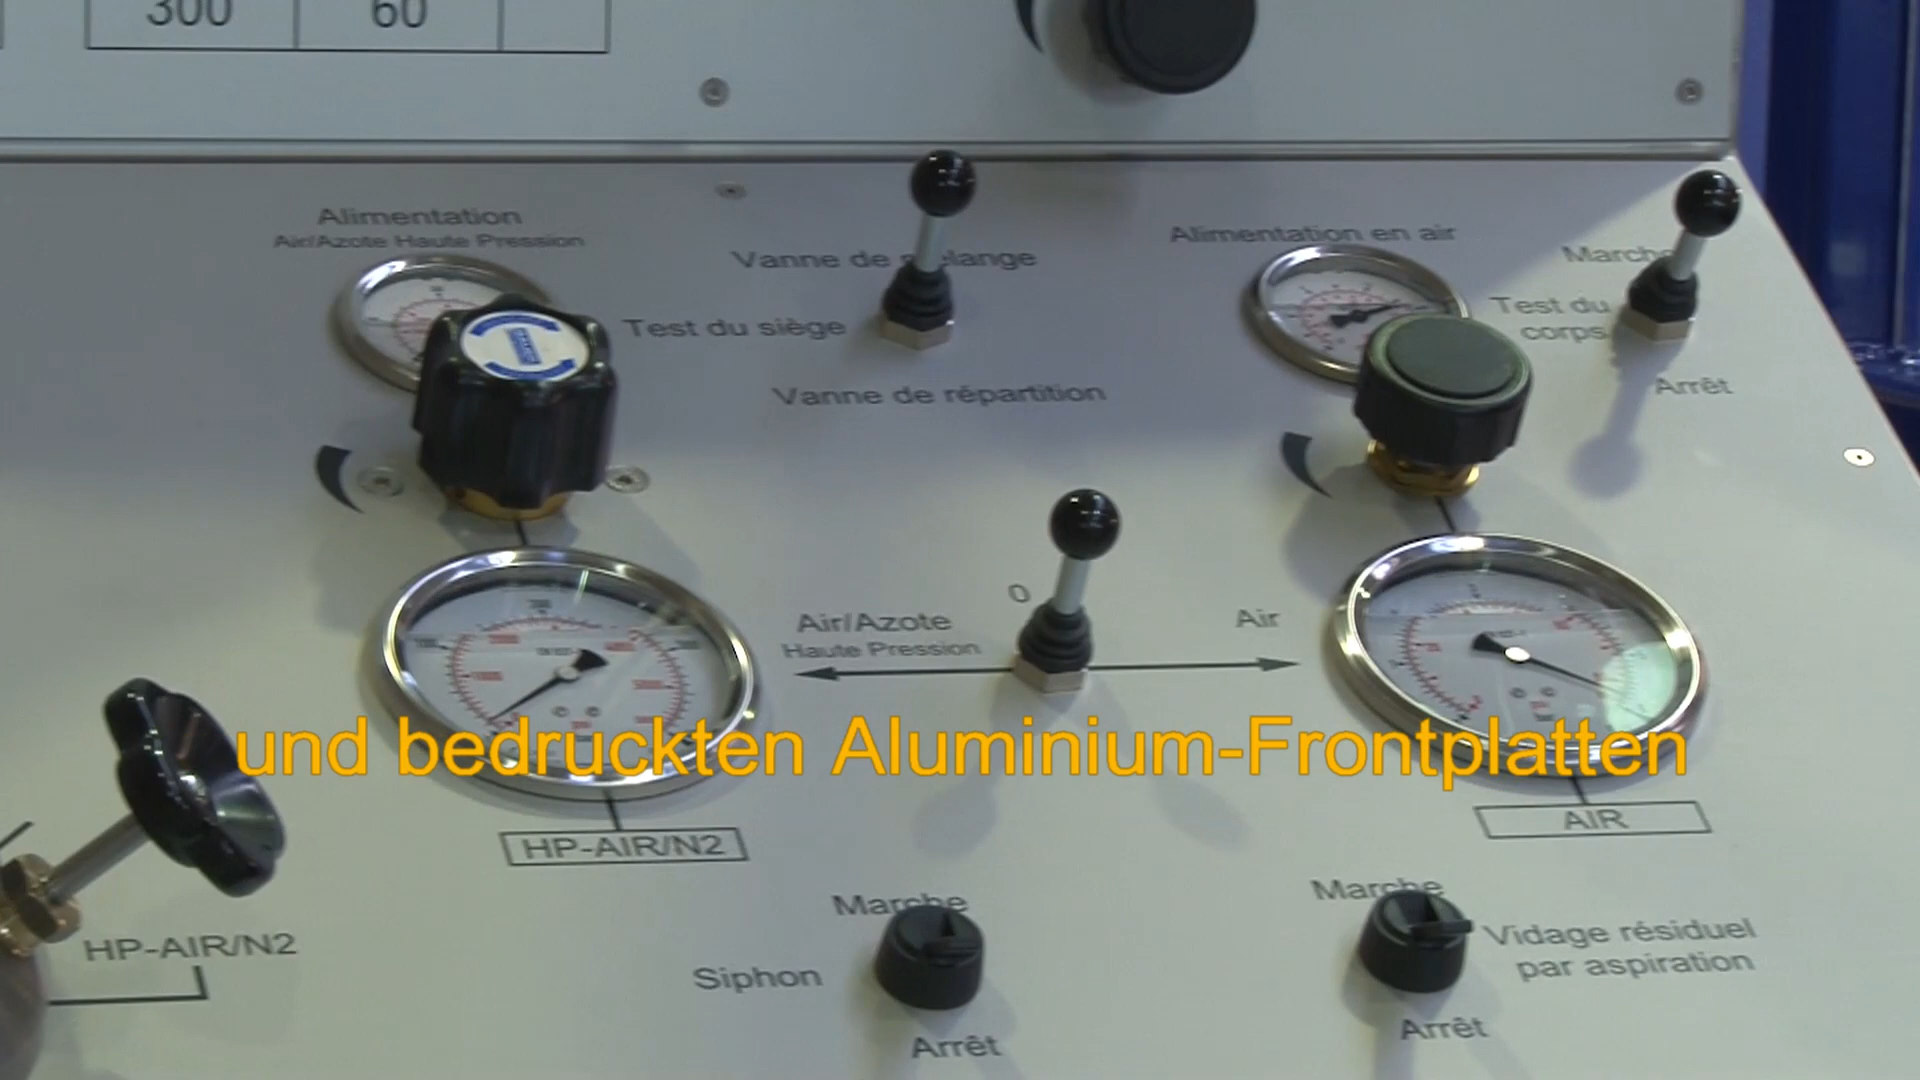 300 60
Alimentation
Air/Azote Haute Pression
Vanne de
Test du siège
Vanne de répartition
Alimentation en air
Marche
Test du
corps
Arrêt
0
Air/Azote
Haute Pression
Air
und bedruckten Aluminium-Frontplatten
HP-AIR/N2
AIR
HP-AIR/N2
Marche
Siphon
Arrêt
Marche
Vidage résiduel
par aspiration
Arrêt